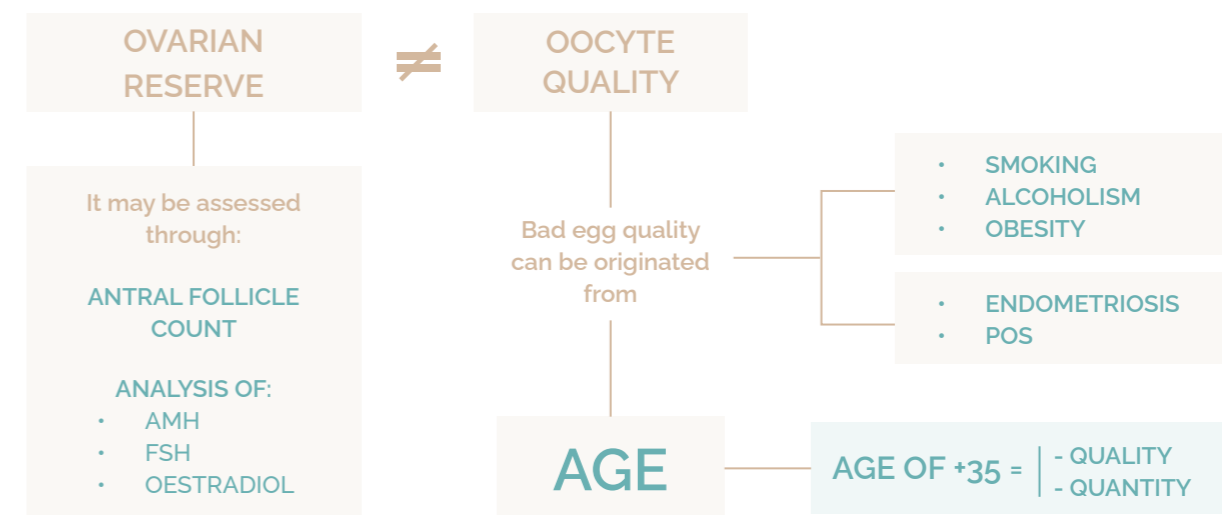 OVARIAN
RESERVE
≠
OOCYTE
QUALITY
It may be assessed
through:
ANTRAL FOLLICLE
COUNT
ANALYSIS OF:
• AMH
• FSH
• OESTRADIOL
Bad egg quality
can be originated
from
• SMOKING
• ALCOHOLISM
• OBESITY
• ENDOMETRIOSIS
• POS
AGE
AGE OF +35 =
- QUALITY
- QUANTITY